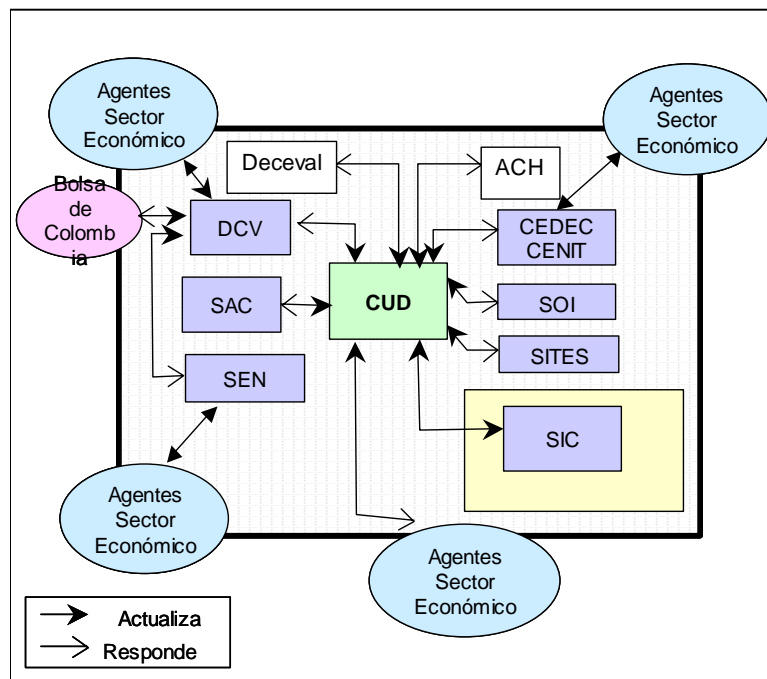 Agentes
Sector
Económico
Agentes
Sector
Económico
Deceval
ACH
Bolsa
de
Colomb
ia
DCV
CEDEC
CENIT
SAC
CUD
SOI
SITES
SEN
SIC
Agentes
Sector
Económico
Agentes
Sector
Económico
Actualiza
Responde